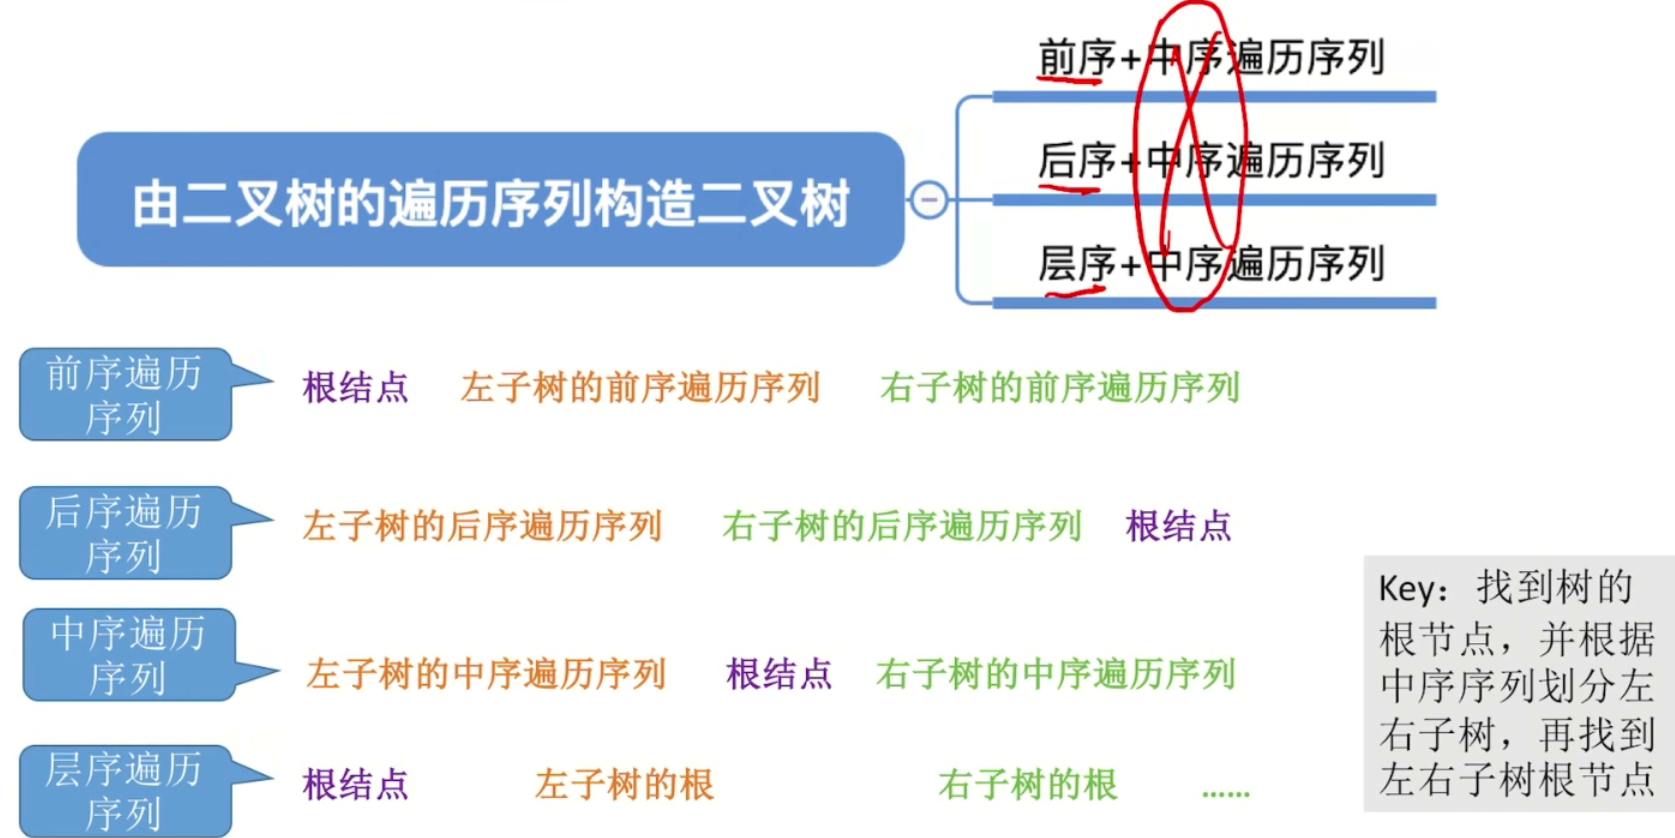 前序+中序遍历序列
由二叉树的遍历序列构造二叉树
后序+中序遍历序列
层序+中序遍历序列
前序遍历
序列
根结点 左子树的前序遍历序列 右子树的前序遍历序列
后序遍历
序列
左子树的后序遍历序列 右子树的后序遍历序列 根结点
中序遍历
序列
左子树的中序遍历序列 根结点 右子树的中序遍历序列
层序遍历
序列
根结点 左子树的根 右子树的根 ……
Key：找到树的
根节点，并根据
中序序列划分左
右子树，再找到
左右子树根节点